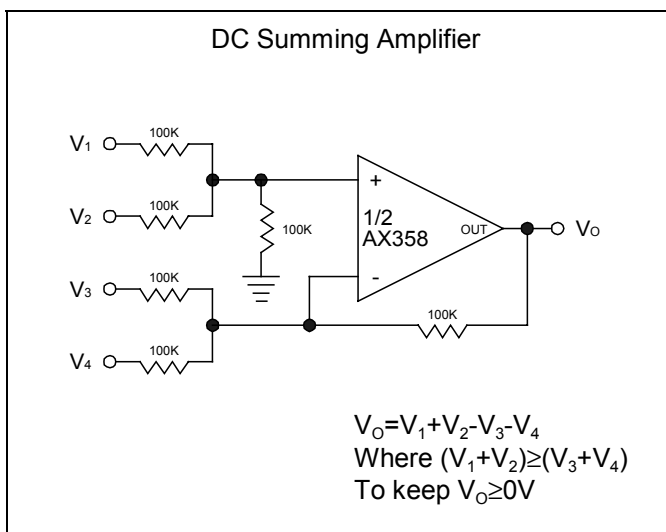 DC Summing Amplifier
V₁ 100K
V₂ 100K
100K
V₃ 100K
V₄ 100K
+
1/2
AX358
OUT
-
Vₒ
100K
Vₒ=V₁+V₂-V₃-V₄
Where (V₁+V₂)≥(V₃+V₄)
To keep Vₒ≥0V